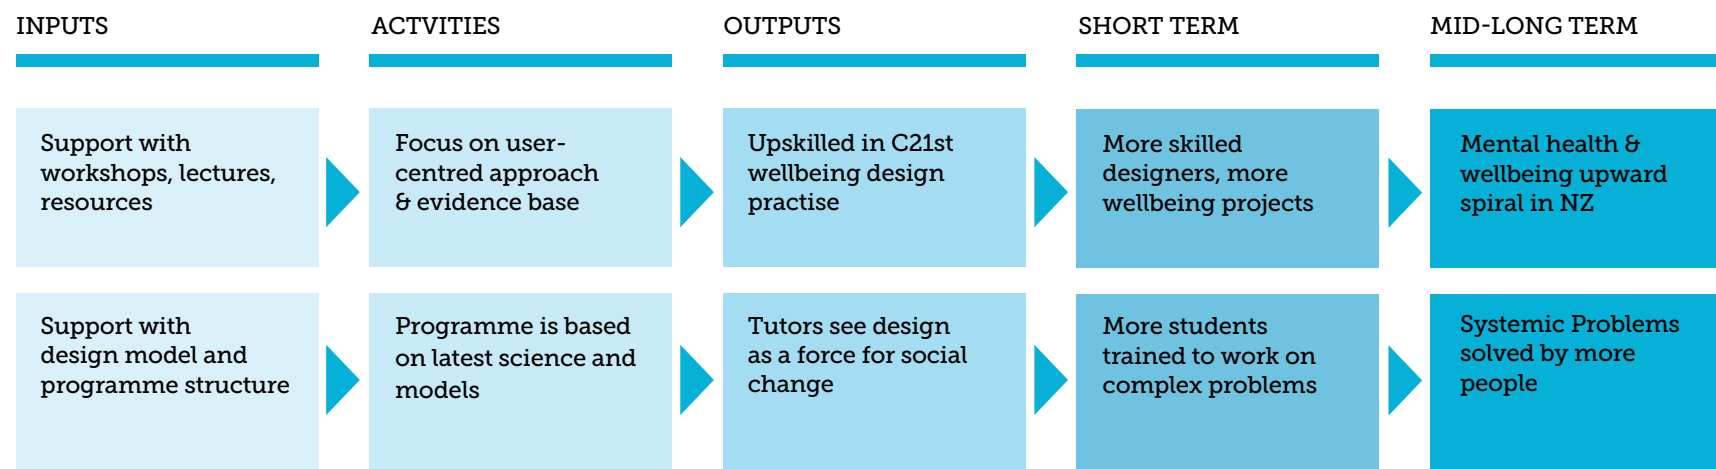 INPUTS
ACTVITIES
OUTPUTS
SHORT TERM
MID-LONG TERM
Support with
workshops, lectures,
resources
Focus on user-
centred approach
& evidence base
Upskilled in C21st
wellbeing design
practise
More skilled
designers, more
wellbeing projects
Mental health &
wellbeing upward
spiral in NZ
Support with
design model and
programme structure
Programme is based
on latest science and
models
Tutors see design
as a force for social
change
More students
trained to work on
complex problems
Systemic Problems
solved by more
people